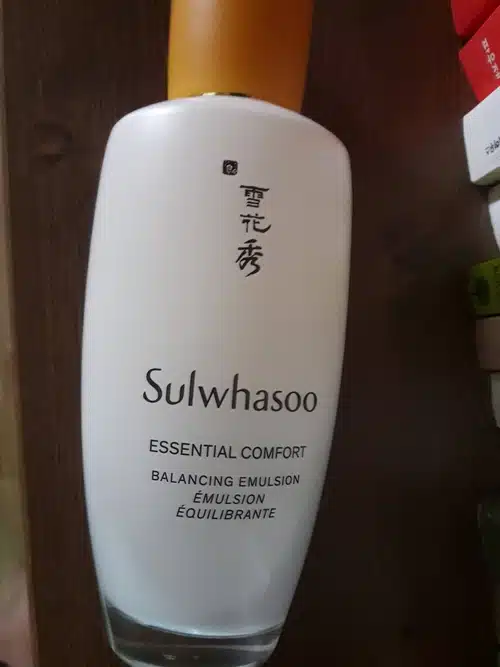 雪
花
秀
Sulwhasoo
ESSENTIAL COMFORT
BALANCING EMULSION
ÉMULSION
ÉQUILIBRANTE